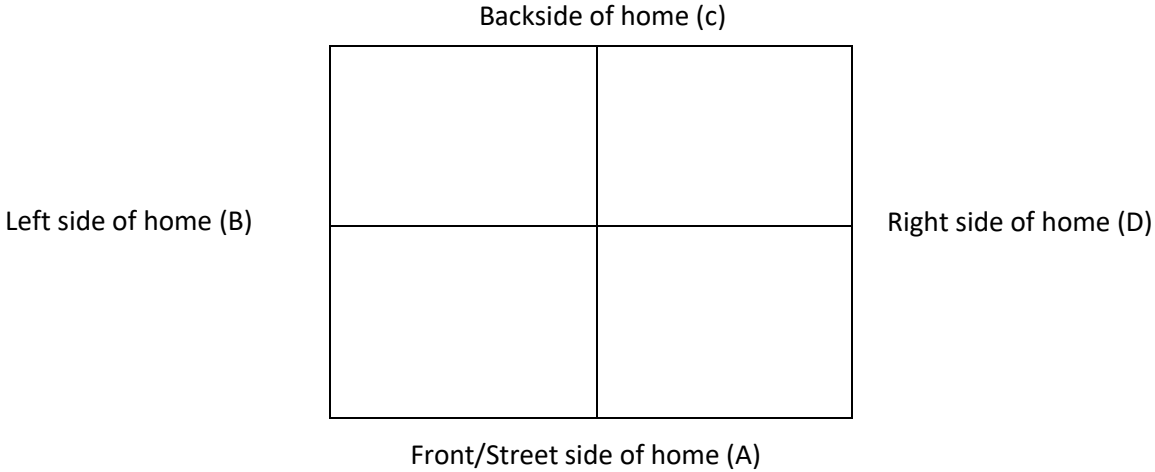 Backside of home (c)
Left side of home (B)
Right side of home (D)
Front/Street side of home (A)